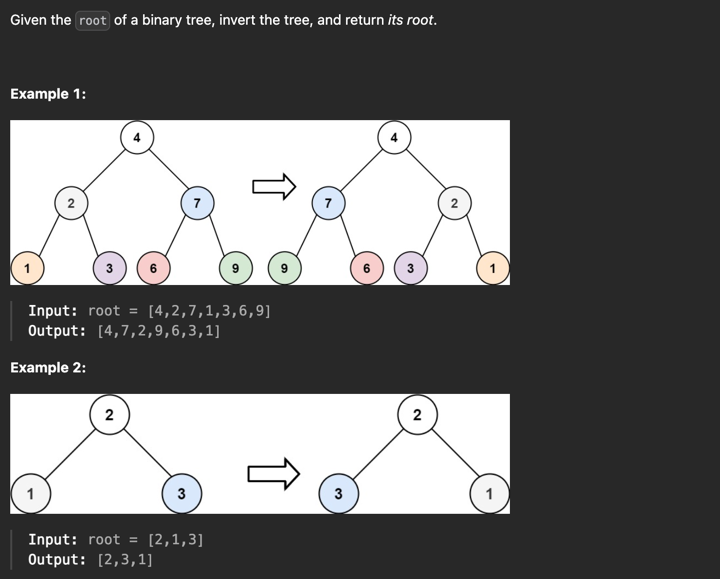 Given the root of a binary tree, invert the tree, and return its root.
Example 1:
4 4
2 7 7 2
1 3 6 9 9 6 3 1
Input: root = [4,2,7,1,3,6,9]
Output: [4,7,2,9,6,3,1]
Example 2:
2 2
1 3 3 1
Input: root = [2,1,3]
Output: [2,3,1]